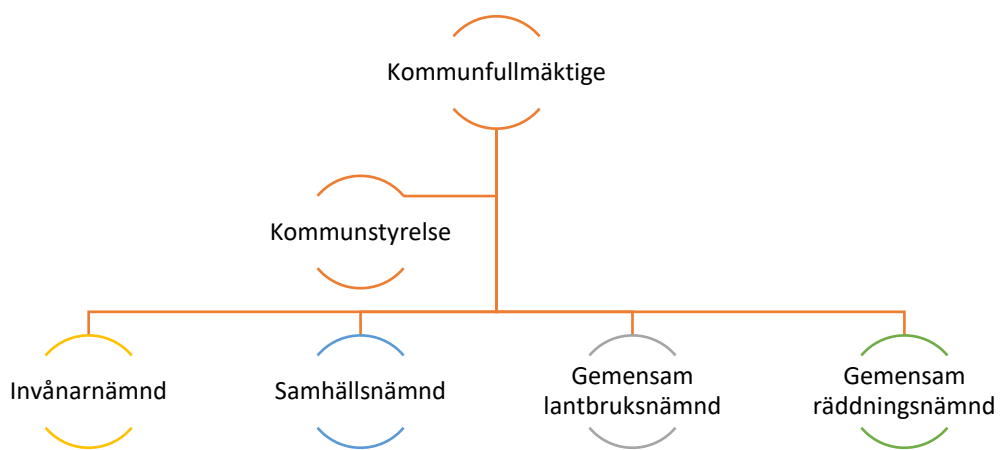 Kommunfullmäktige
Kommunstyrelse
Invånarnämnd
Samhällsnämnd
Gemensam
lantbruksnämnd
Gemensam
räddningsnämnd